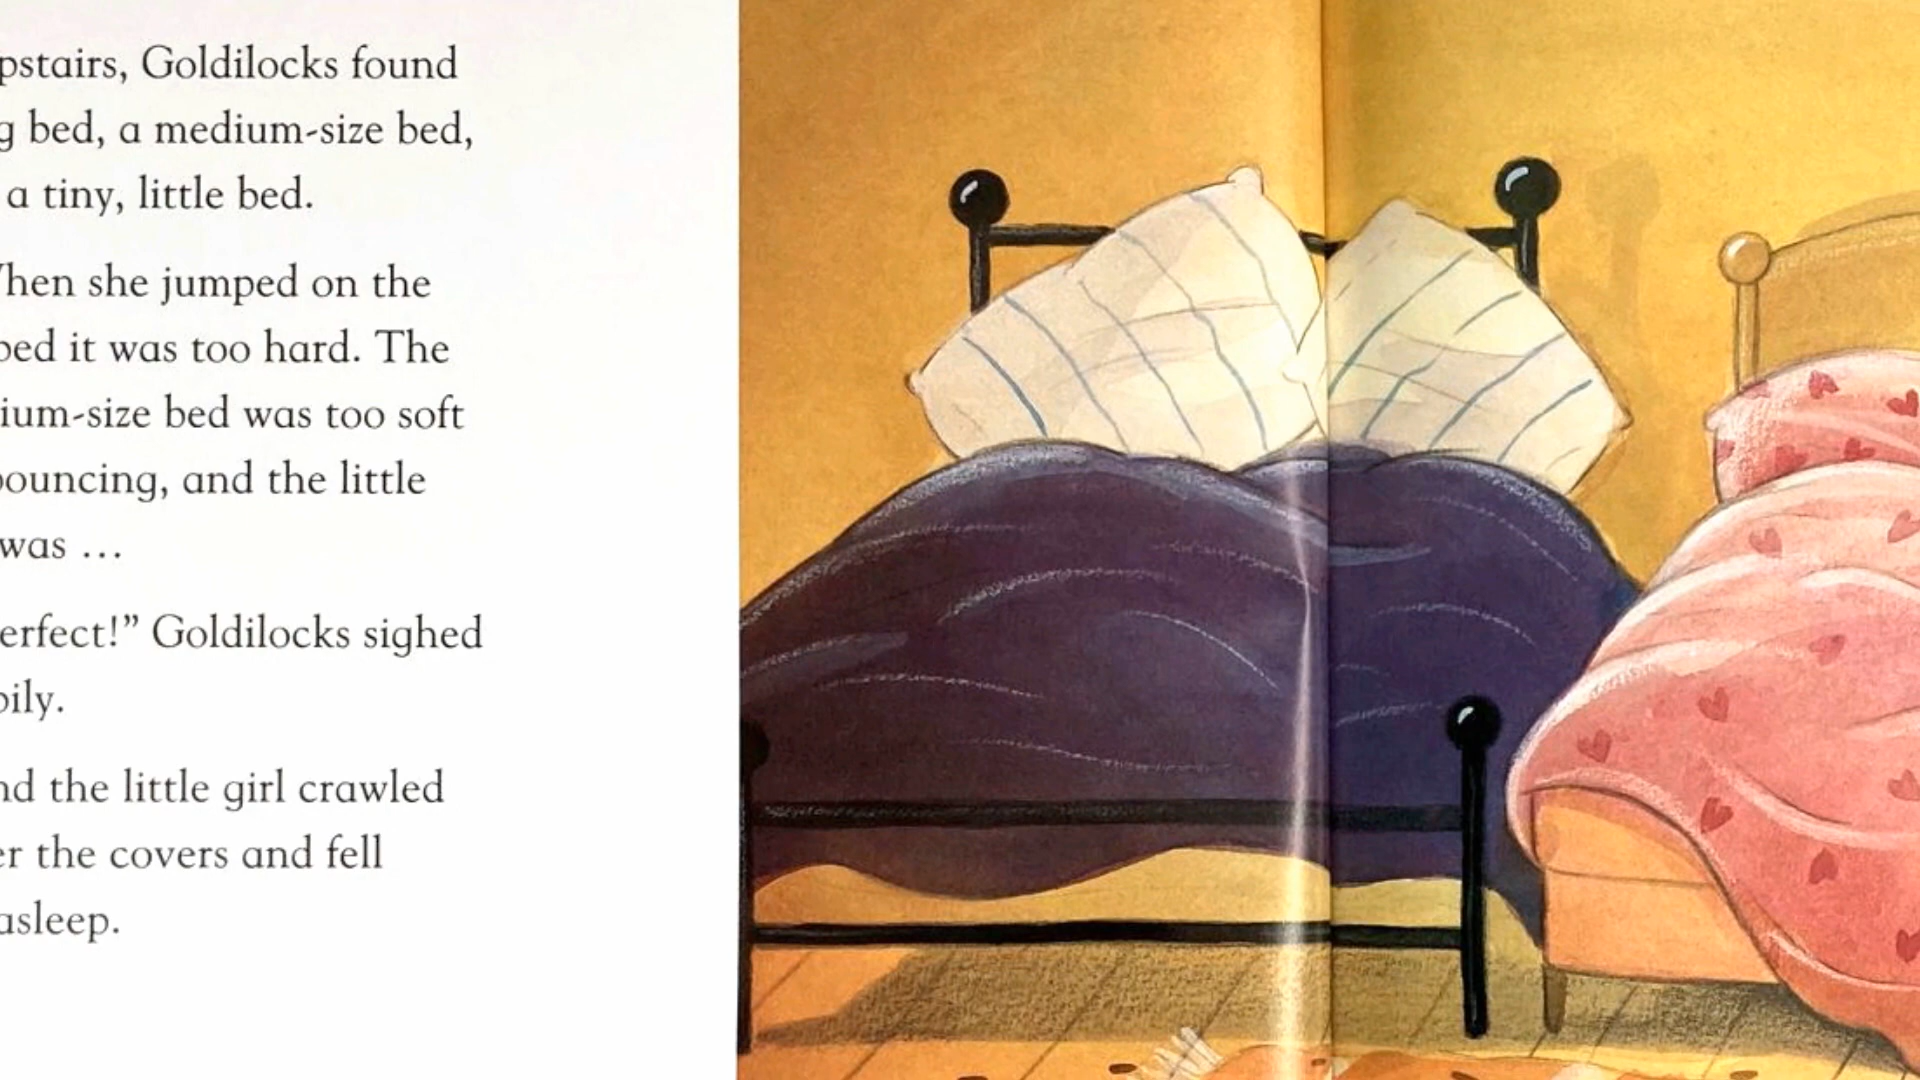 pstairs, Goldilocks found
g bed, a medium-size bed,
a tiny, little bed.
hen she jumped on the
bed it was too hard. The
ium-size bed was too soft
bouncing, and the little
was ...
erfect!” Goldilocks sighed
pily.
nd the little girl crawled
er the covers and fell
asleep.